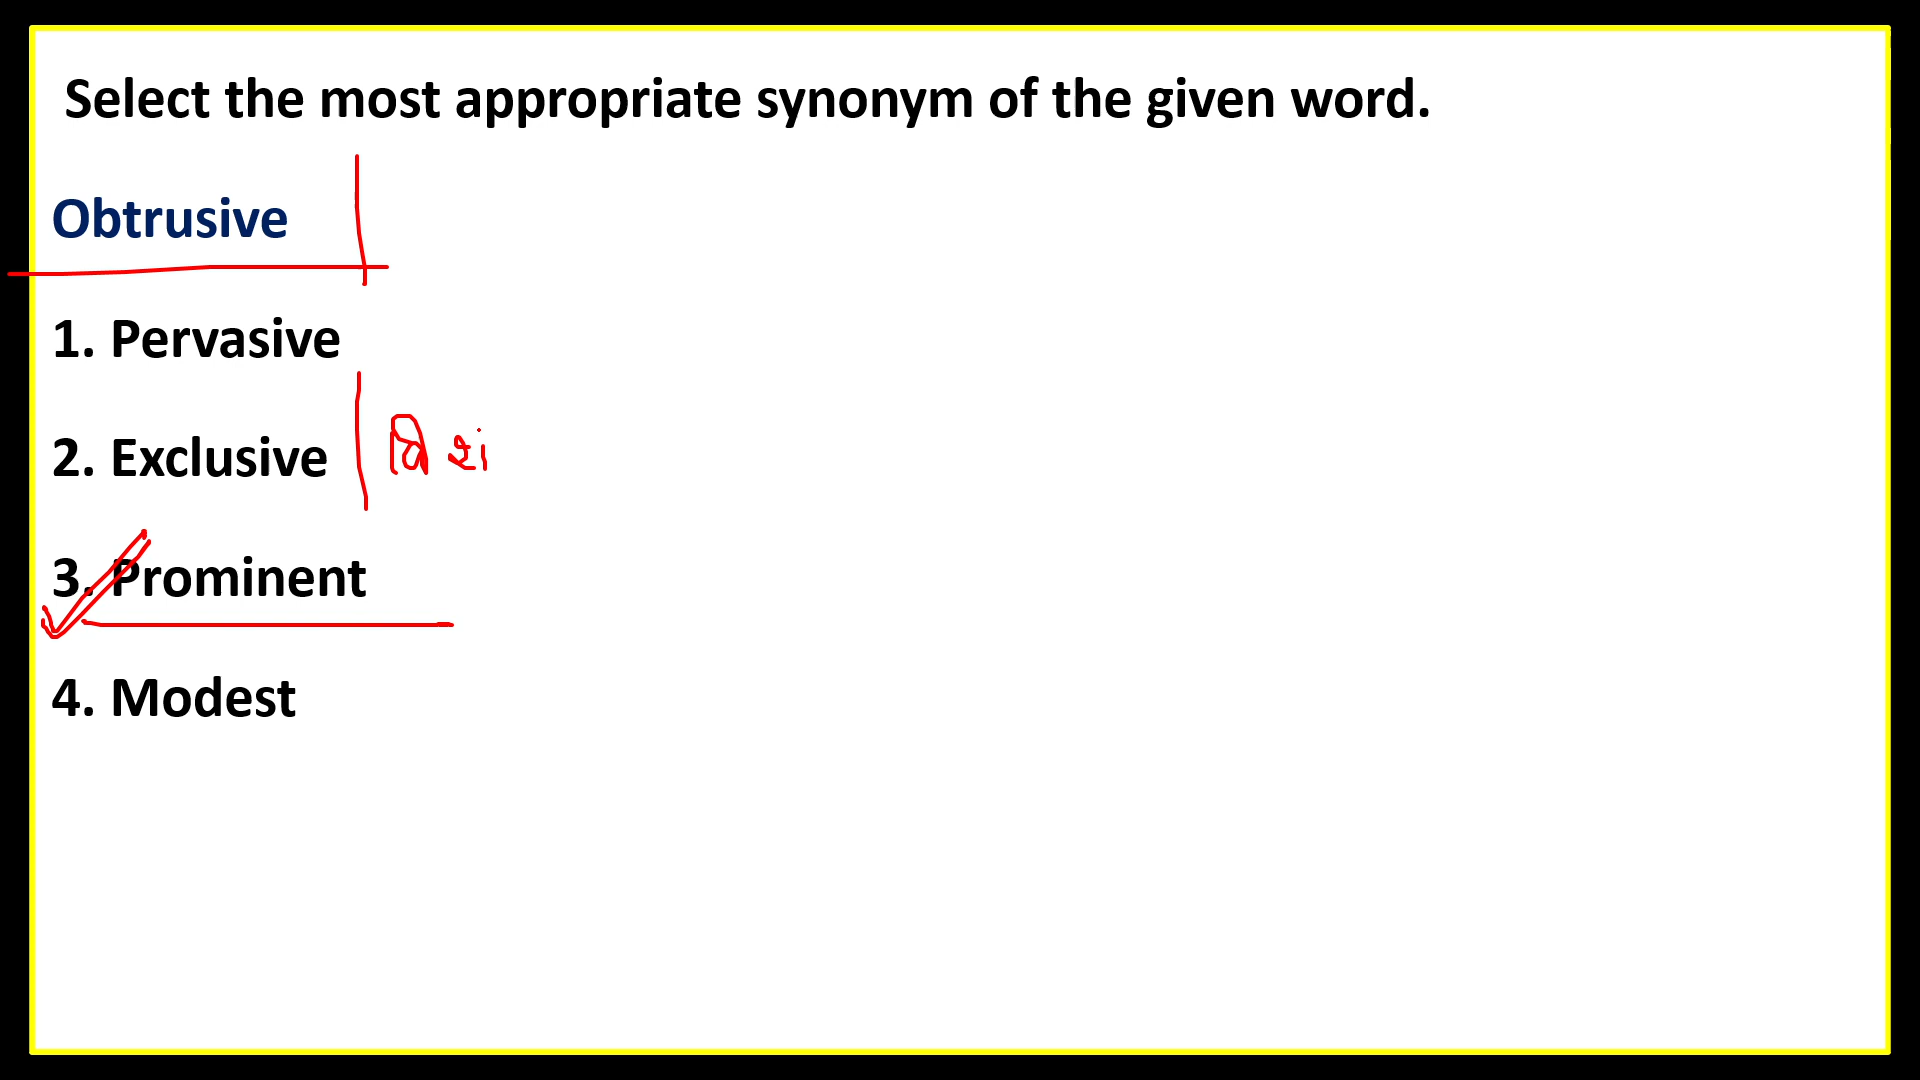 Select the most appropriate synonym of the given word.
Obtrusive
1. Pervasive
2. Exclusive
3. Prominent
4. Modest